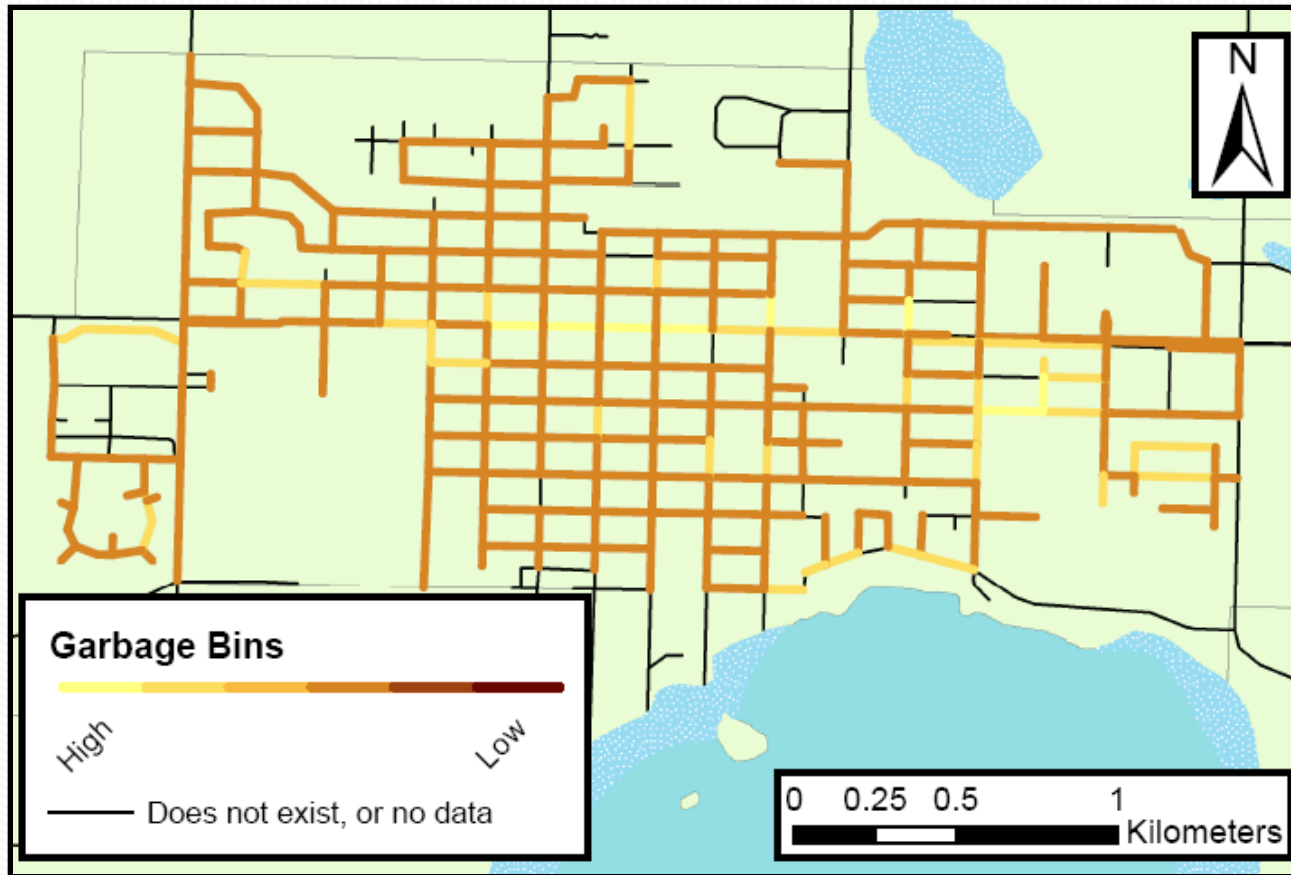 N
Garbage Bins
High
Low
Does not exist, or no data
0 0.25 0.5 1
Kilometers